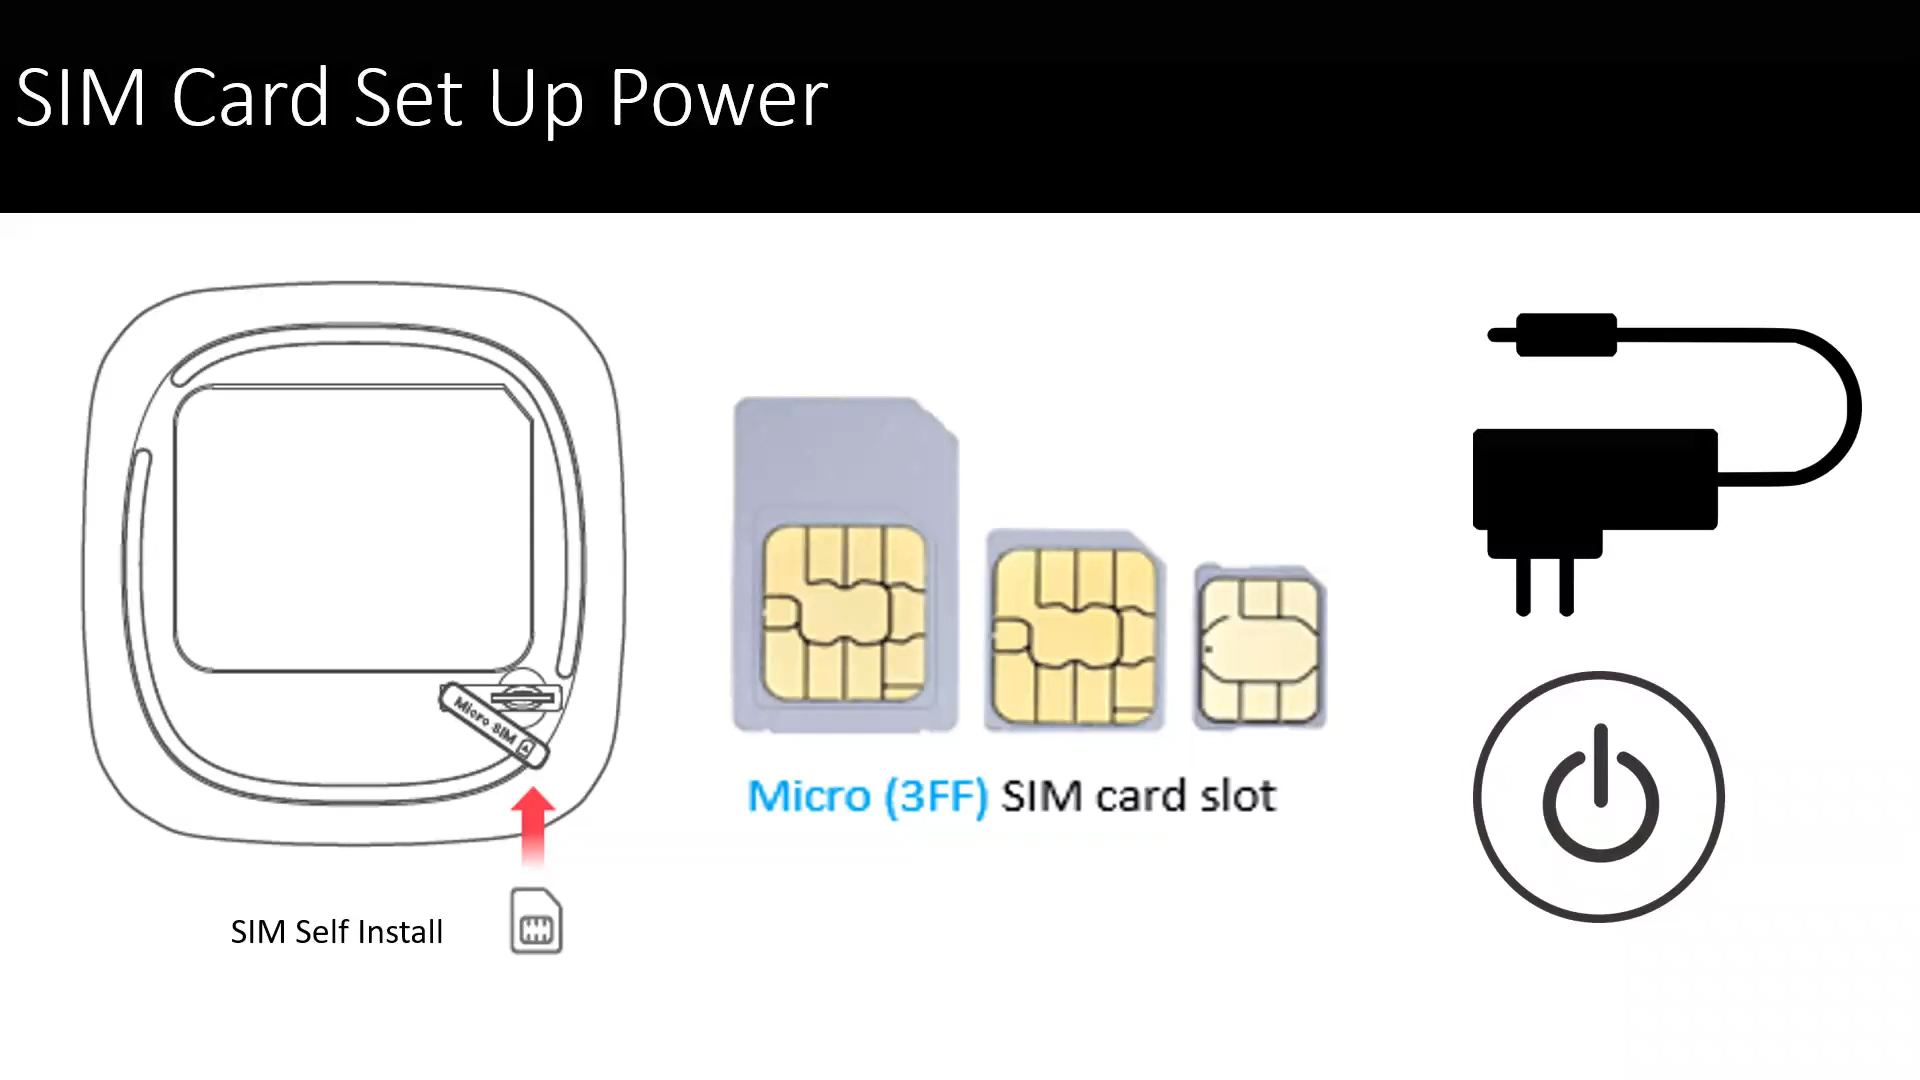 SIM Card Set Up Power
Micro SIM
Micro (3FF) SIM card slot
SIM Self Install